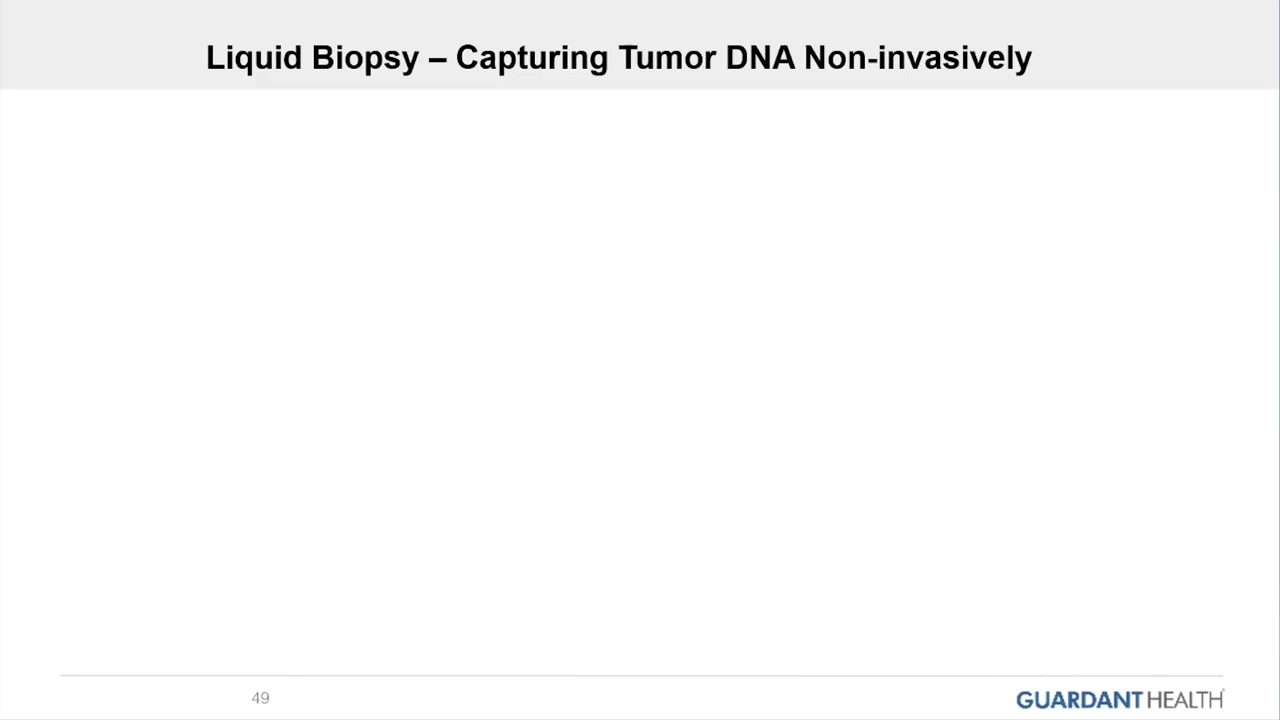 Liquid Biopsy – Capturing Tumor DNA Non-invasively
49
GUARDANT HEALTH